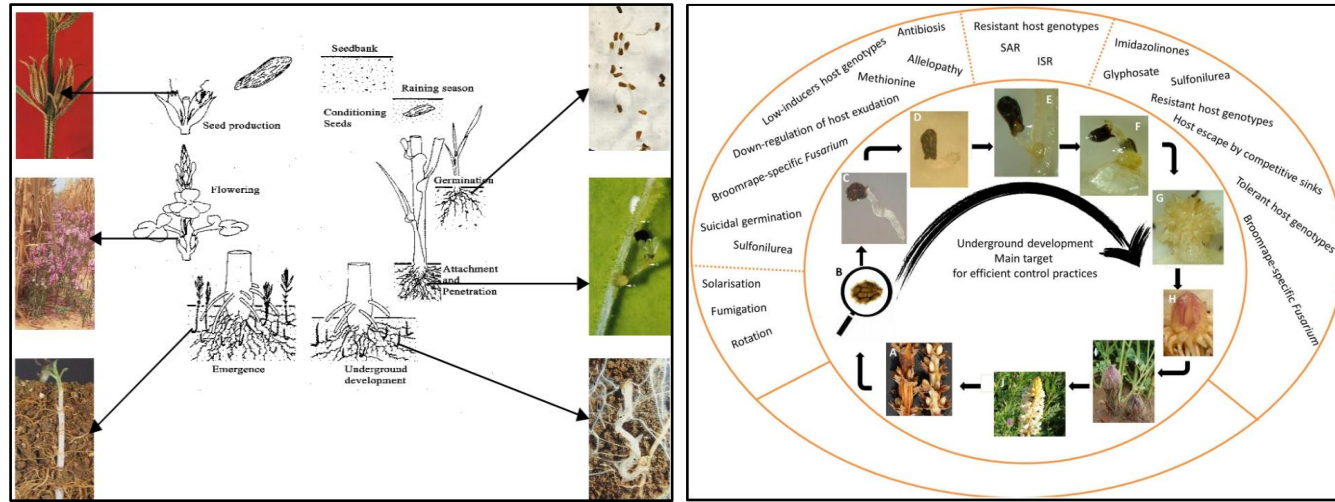 Seedbank
Raining season
Conditioning
Seeds
Seed production
Germination
Flowering
Attachment
and
Penetration
Emergence
Underground
development
Antibiosis
Low-inducers host genotypes
Allelopathy
Methionine
Down-regulation of host exudation
Broomrape-specific Fusarium
Suicidal germination
Sulfonilurea
Solarisation
Fumigation
Rotation
Resistant host genotypes
SAR
ISR
Imidazolinones
Glyphosate
Sulfonilurea
Resistant host genotypes
Host escape by competitive sinks
Tolerant host genotypes
Broomrape-specific Fusarium
A
B
C
D
E
F
G
H
Underground development
Main target
for efficient control practices